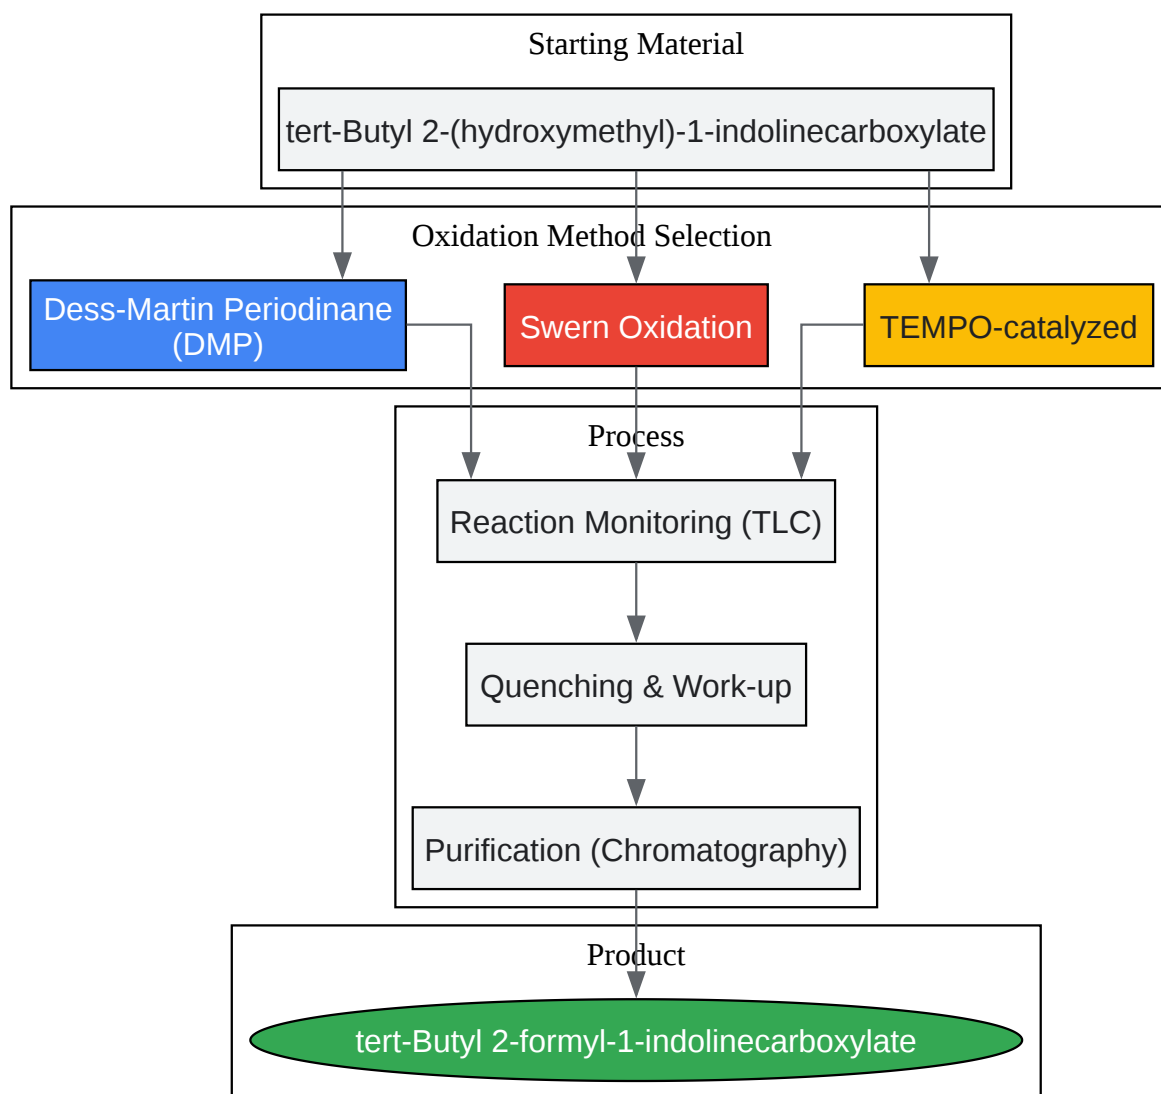 Starting Material
tert-Butyl 2-(hydroxymethyl)-1-indolinecarboxylate
Oxidation Method Selection
Dess-Martin Periodinane
(DMP)
Swern Oxidation
TEMPO-catalyzed
Process
Reaction Monitoring (TLC)
Quenching & Work-up
Purification (Chromatography)
Product
tert-Butyl 2-formyl-1-indolinecarboxylate